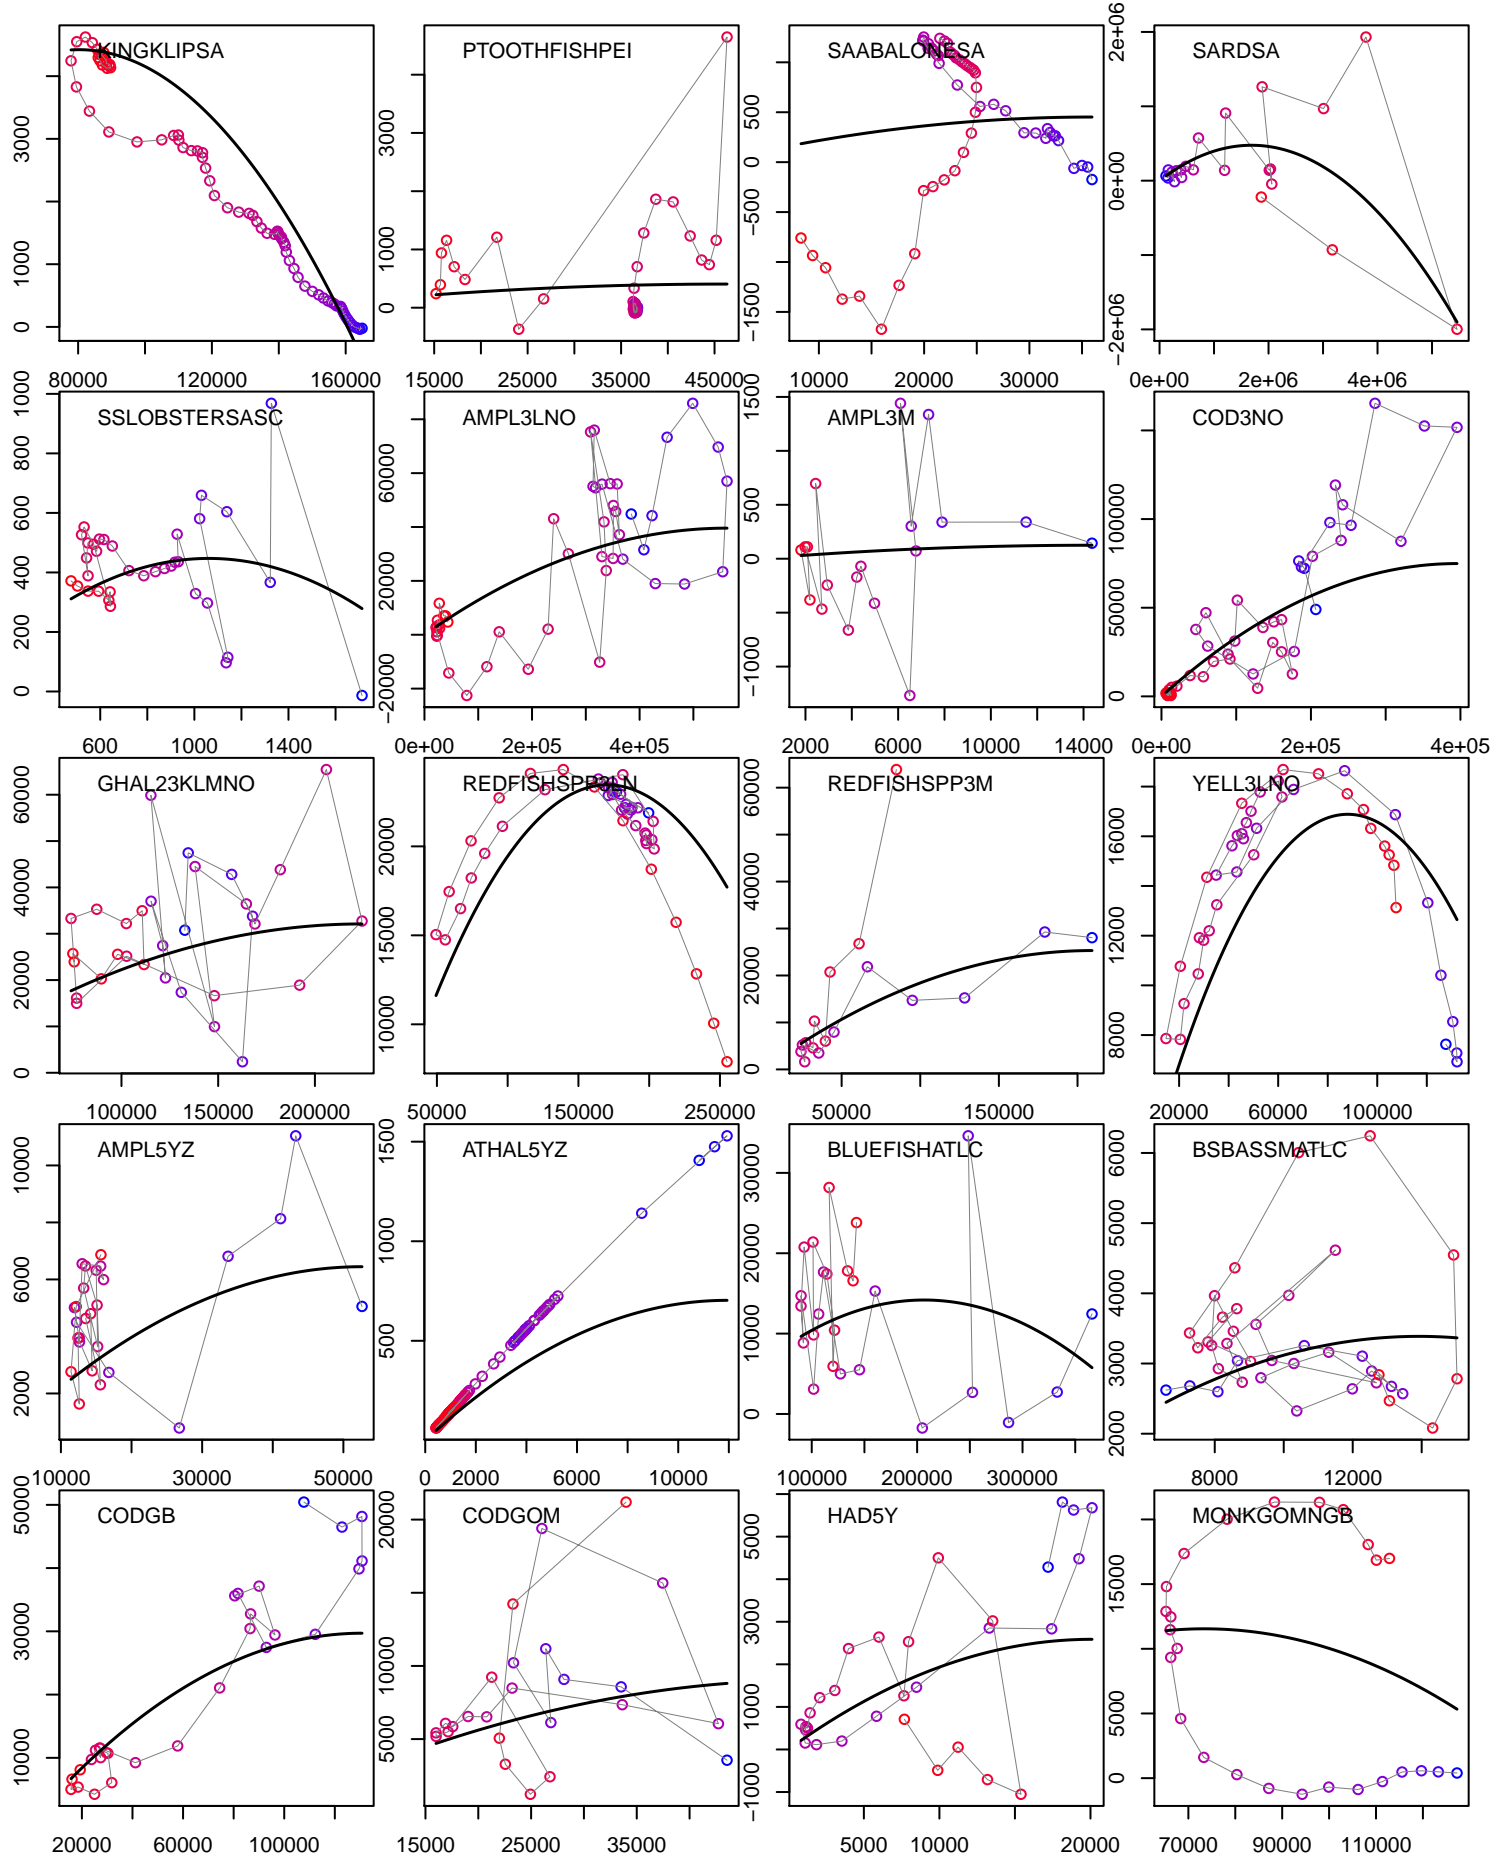 KINGKLIPSA
PTOOTHFISHPEI
SAABALONESA
SARDSA
0 1000 3000
0 1000 3000
−1500 −500 0 500
−2e+06 0e+00 2e+06
80000 120000 160000
15000 25000 35000 45000
10000 20000 30000
0e+00 2e+06 4e+06
SSLOBSTERSASC
AMPL3LNO
AMPL3M
COD3NO
0 200 400 600 800 1000
−20000 20000 60000
−1000 0 500 1500
0 50000 100000
600 1000 1400
0e+00 2e+05 4e+05
2000 6000 10000 14000
0e+00 2e+05 4e+05
GHAL23KLMNO
REDFISHSPP3LN
REDFISHSPP3M
YELL3LNO
0 20000 40000 60000
10000 15000 20000
0 20000 40000 60000
8000 12000 16000
100000 150000 200000
50000 150000 250000
50000 150000
20000 60000 100000
AMPL5YZ
ATHAL5YZ
BLUEFISHATLC
BSBASSMATLC
2000 6000 10000
500 1000 1500
0 10000 20000 30000
2000 3000 4000 5000 6000
10000 30000 50000
0 2000 6000 10000
100000 200000 300000
8000 12000
CODGB
CODGOM
HAD5Y
MONKGOMNGB
10000 30000 50000
5000 10000 20000
−1000 1000 3000 5000
0 5000 15000
20000 60000 100000
15000 25000 35000
5000 10000 20000
70000 90000 110000